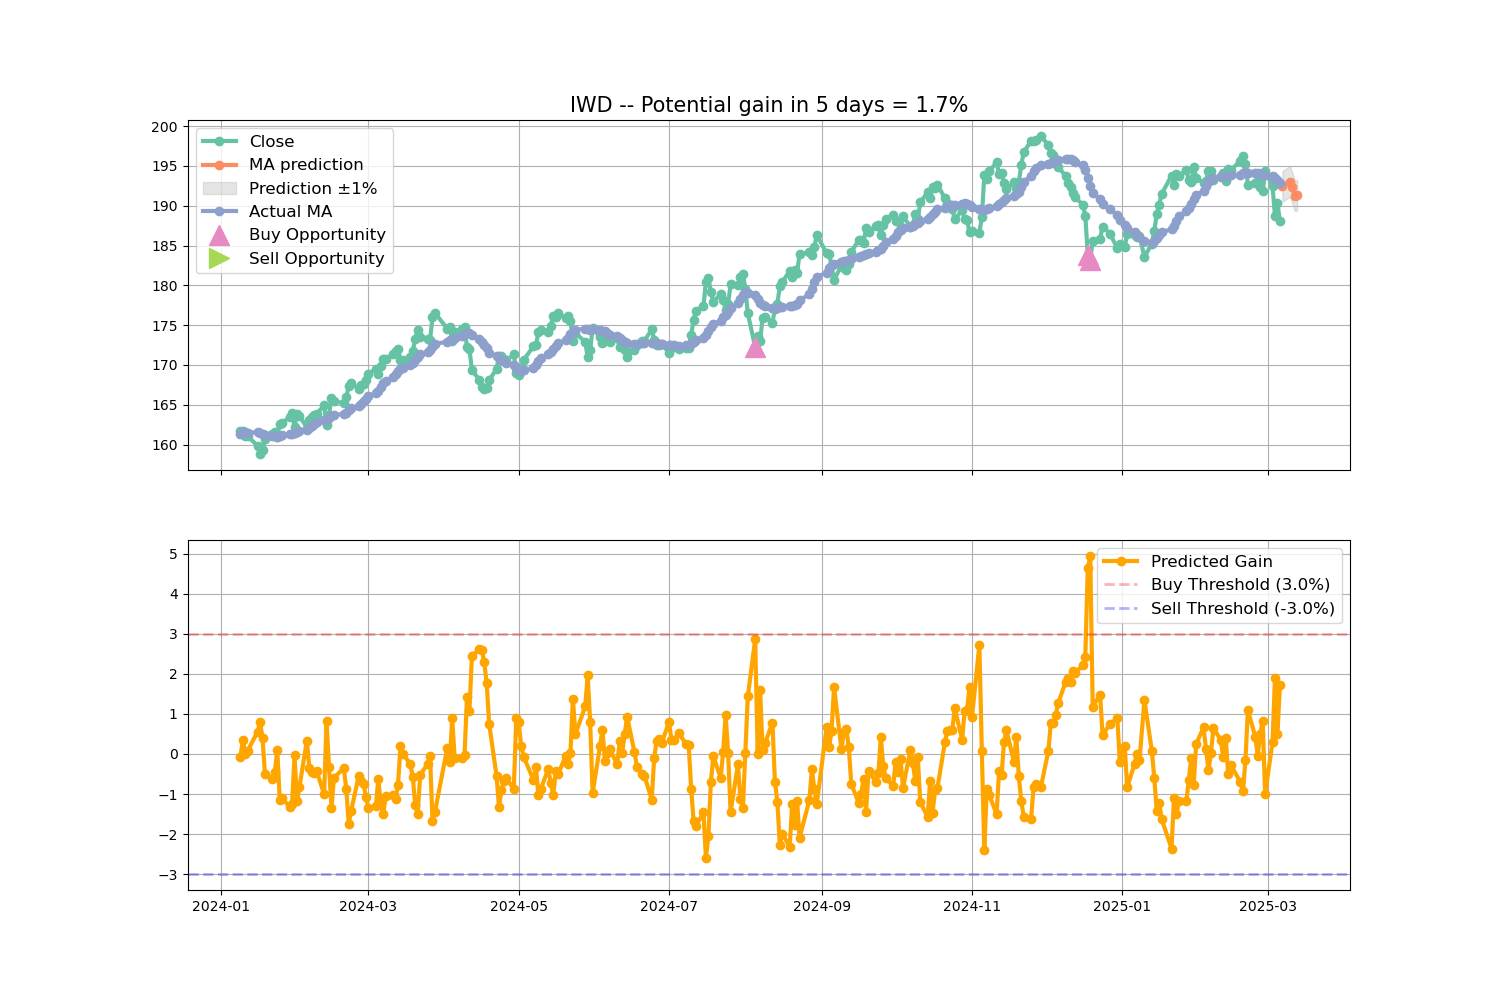 IWD -- Potential gain in 5 days = 1.7%
200
195
190
185
180
175
170
165
160
Close
MA prediction
Prediction ±1%
Actual MA
Buy Opportunity
Sell Opportunity
5
4
3
2
1
0
−1
−2
−3
Predicted Gain
Buy Threshold (3.0%)
Sell Threshold (-3.0%)
2024-01 2024-03 2024-05 2024-07 2024-09 2024-11 2025-01 2025-03